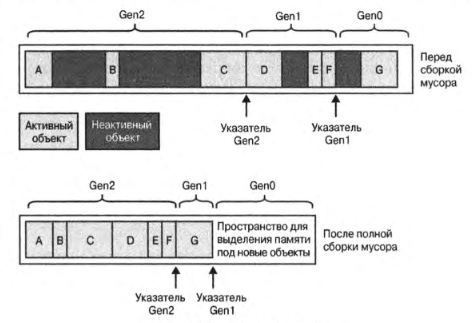 Gen2 Gen1 Gen0
A B C D E F G
Перед
сборкой
мусора
Активный
объект
Неактивный
объект
Указатель
Gen2
Указатель
Gen1
Gen2 Gen1 Gen0
A B C D E F G
Пространство для
выделения памяти
под новые объекты
После полной
сборки мусора
Указатель
Gen2
Указатель
Gen1